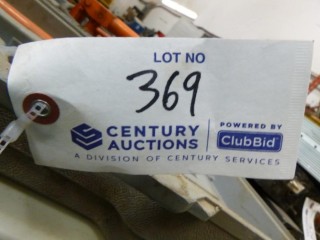 LOT NO
369
CENTURY AUCTIONS
POWERED BY ClubBid
A DIVISION OF CENTURY SERVICES